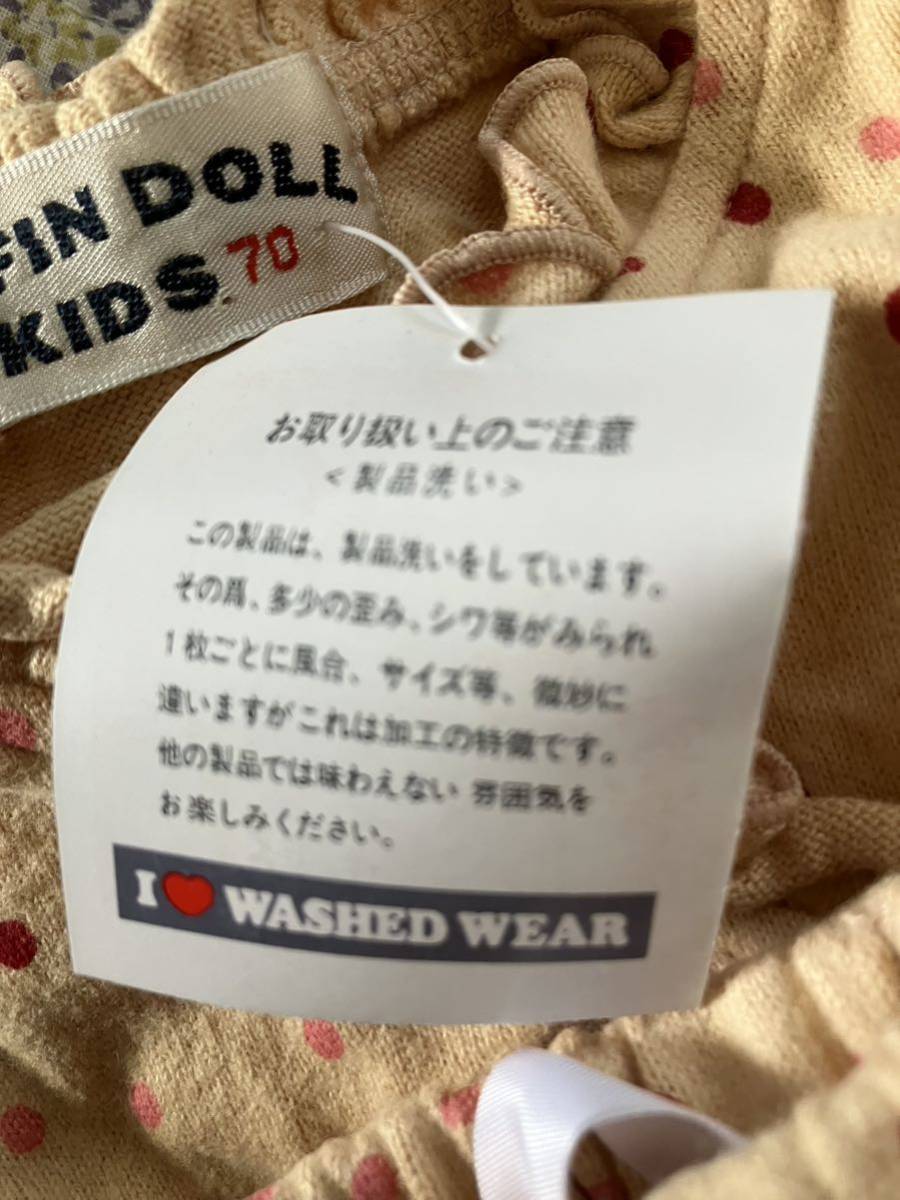 FIN DOLL
KIDS 70
お取り扱い上のご注意
<製品洗い>
この製品は、製品洗いをしています。
その為、多少の歪み、シワ等がみられ
1枚ごとに風合、サイズ等、微妙に
違いますがこれは加工の特徴です。
他の製品では味わえない 雰囲気を
お楽しみください。
I ❤ WASHED WEAR